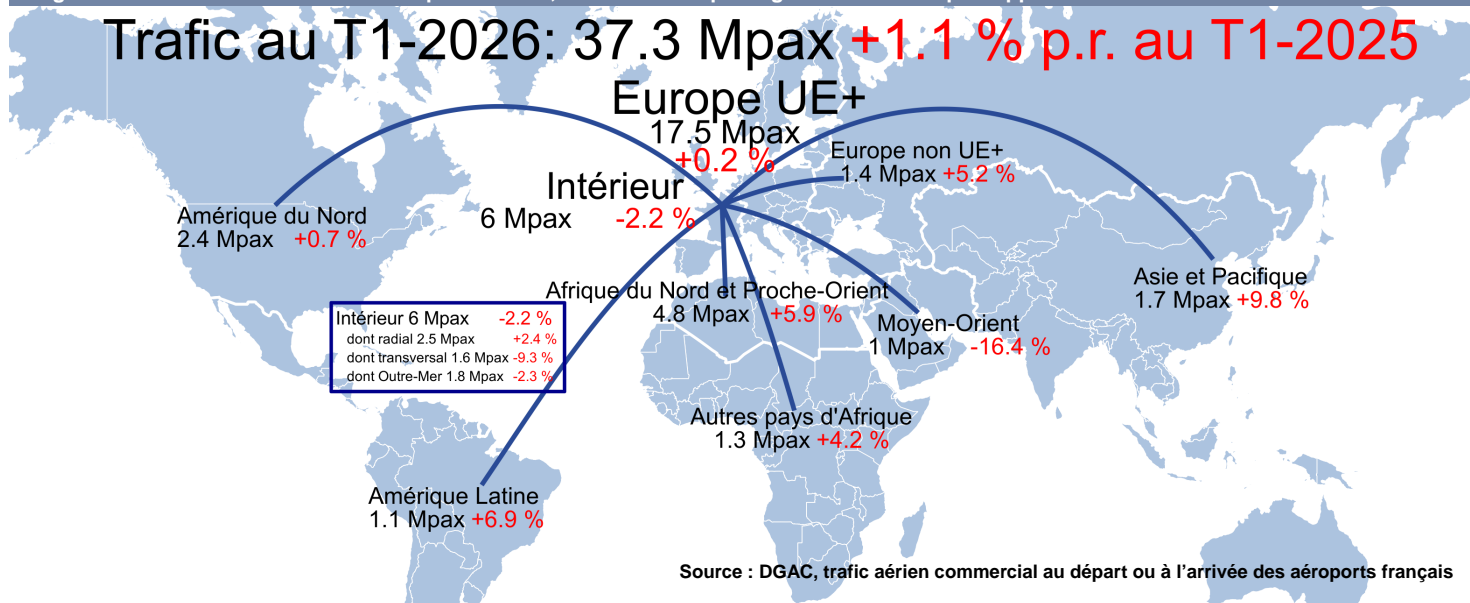 Trafic au T1-2026: 37.3 Mpax +1.1 % p.r. au T1-2025
Europe UE+
17.5 Mpax
+0.2 %
Europe non UE+
1.4 Mpax +5.2 %
Intérieur
6 Mpax -2.2 %
Amérique du Nord
2.4 Mpax +0.7 %
Asie et Pacifique
1.7 Mpax +9.8 %
Afrique du Nord et Proche-Orient
4.8 Mpax +5.9 %
Moyen-Orient
1 Mpax -16.4 %
Intérieur 6 Mpax -2.2 %
dont radial 2.5 Mpax +2.4 %
dont transversal 1.6 Mpax -9.3 %
dont Outre-Mer 1.8 Mpax -2.3 %
Autres pays d'Afrique
1.3 Mpax +4.2 %
Amérique Latine
1.1 Mpax +6.9 %
Source : DGAC, trafic aérien commercial au départ ou à l’arrivée des aéroports français